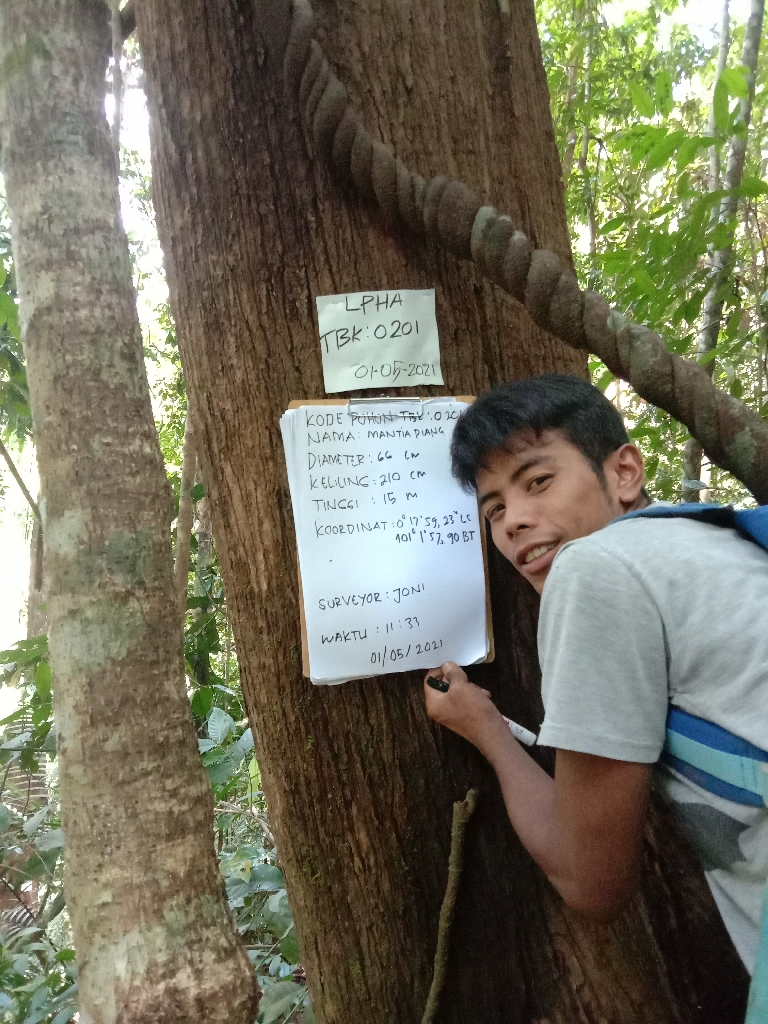 LPHA
TBK:0201
01-05-2021
KODE POHUN TBK:0201
NAMA: MANTIA PIANG
DIAMETER: 66 CM
KELILING: 210 CM
TINGGI : 15 M
KOORDINAT: 0° 17' 59, 23" LS
101° 1' 57, 90 BT
SURVEYOR: JONI
WAKTU : 11:33
01/05/2021